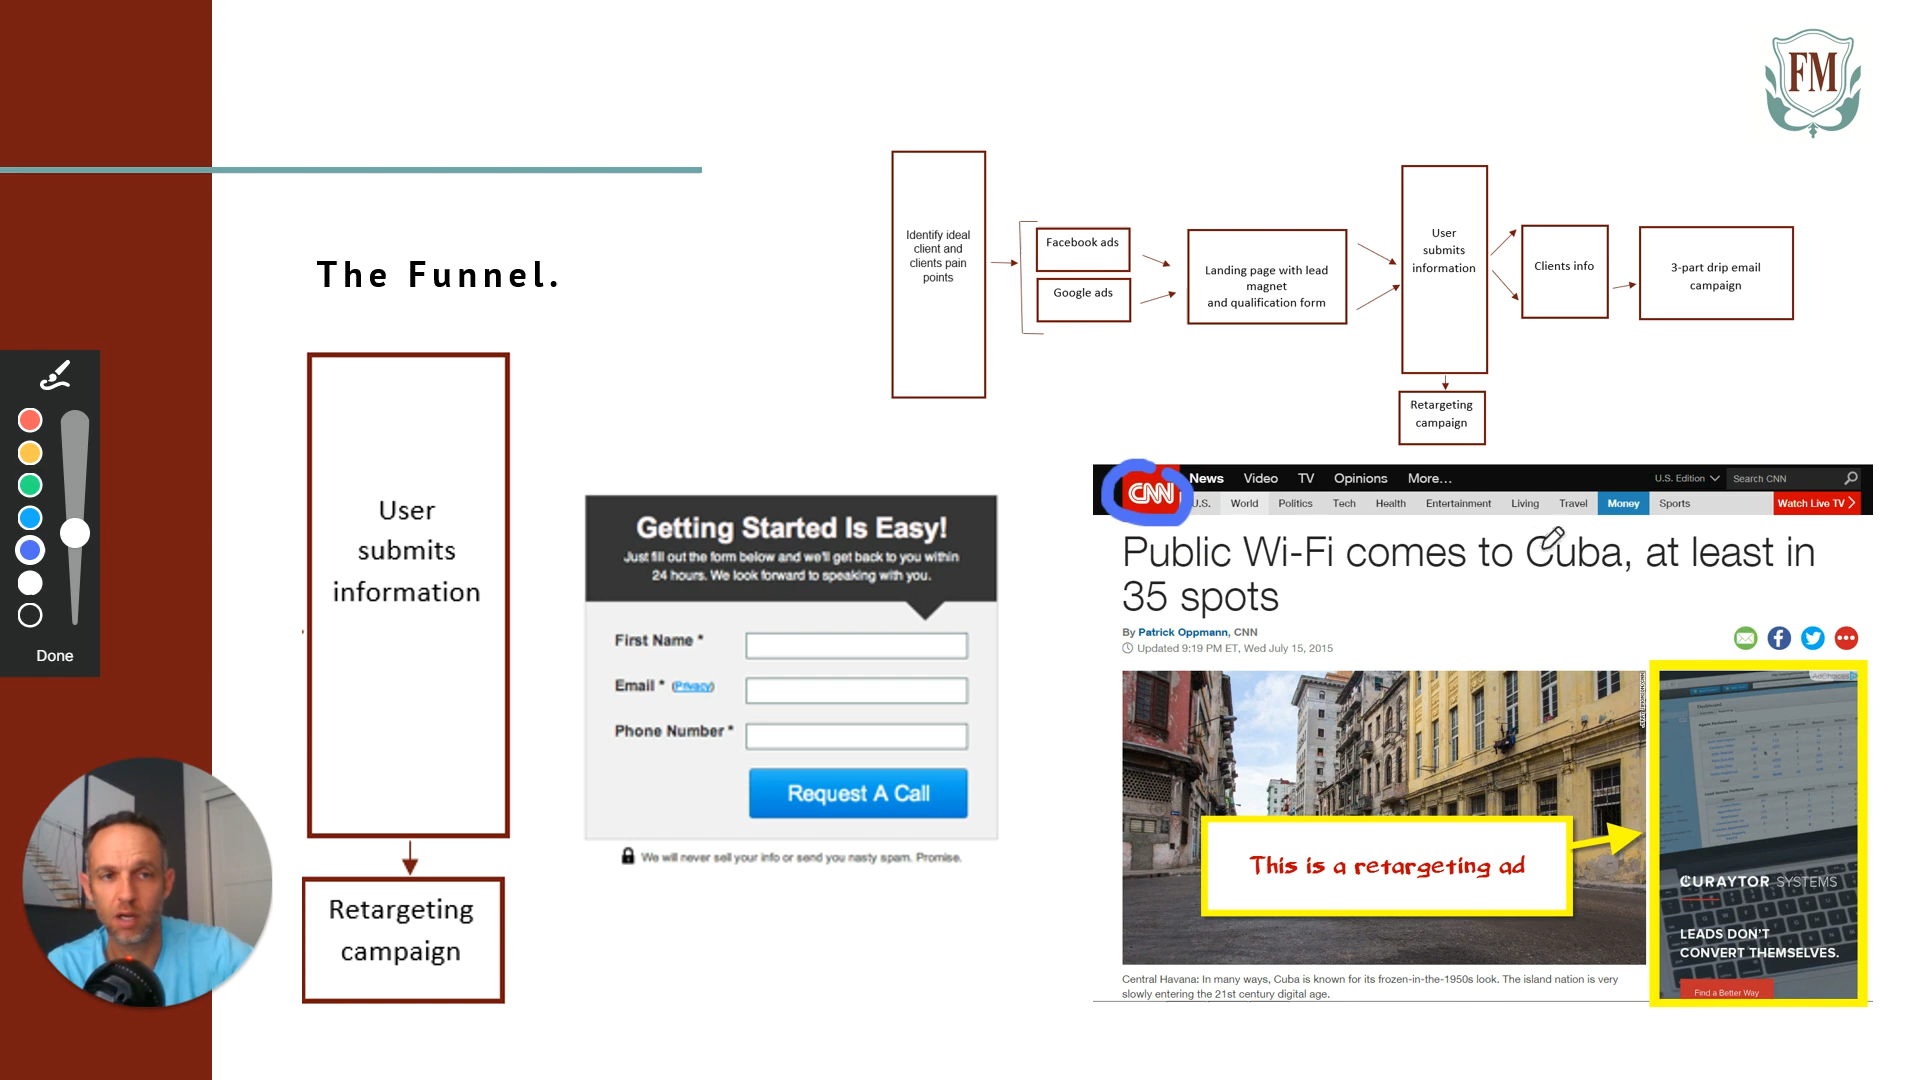 FM
The Funnel.
Identify ideal
client and
clients pain
points
Facebook ads
Google ads
Landing page with lead
magnet
and qualification form
User
submits
information
Clients info
3-part drip email
campaign
Retargeting
campaign
Done
User
submits
information
Retargeting
campaign
Getting Started Is Easy!
Just fill out the form below and we'll get back to you within
24 hours. We look forward to speaking with you.
First Name *
Email * (Privacy)
Phone Number *
Request A Call
We will never sell your info or send you nasty spam. Promise.
CNN News Video TV Opinions More... U.S. Edition Search CNN
U.S. World Politics Tech Health Entertainment Living Travel Money Sports Watch Live TV
Public Wi-Fi comes to Cuba, at least in
35 spots
By Patrick Oppmann, CNN
Updated 9:19 PM ET, Wed July 15, 2015
This is a retargeting ad
AdChoices
Dashboard
CURAYTOR SYSTEMS
LEADS DON'T
CONVERT THEMSELVES.
Find a Better Way
Central Havana: In many ways, Cuba is known for its frozen-in-the-1950s look. The island nation is very
slowly entering the 21st century digital age.